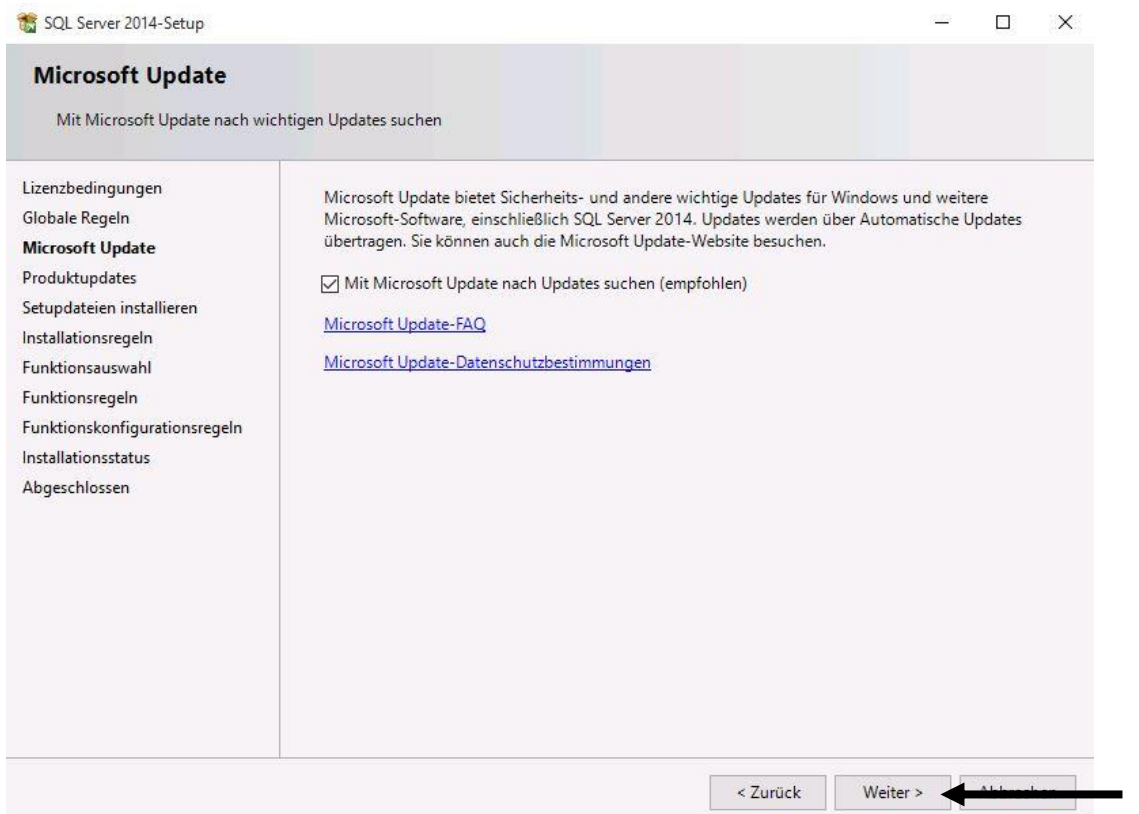 SQL Server 2014-Setup
Microsoft Update
Mit Microsoft Update nach wichtigen Updates suchen
Lizenzbedingungen
Globale Regeln
Microsoft Update
Produktupdates
Setupdateien installieren
Installationsregeln
Funktionsauswahl
Funktionsregeln
Funktionskonfigurationsregeln
Installationsstatus
Abgeschlossen
Microsoft Update bietet Sicherheits- und andere wichtige Updates für Windows und weitere
Microsoft-Software, einschließlich SQL Server 2014. Updates werden über Automatische Updates
übertragen. Sie können auch die Microsoft Update-Website besuchen.
Mit Microsoft Update nach Updates suchen (empfohlen)
Microsoft Update-FAQ
Microsoft Update-Datenschutzbestimmungen
< Zurück
Weiter >